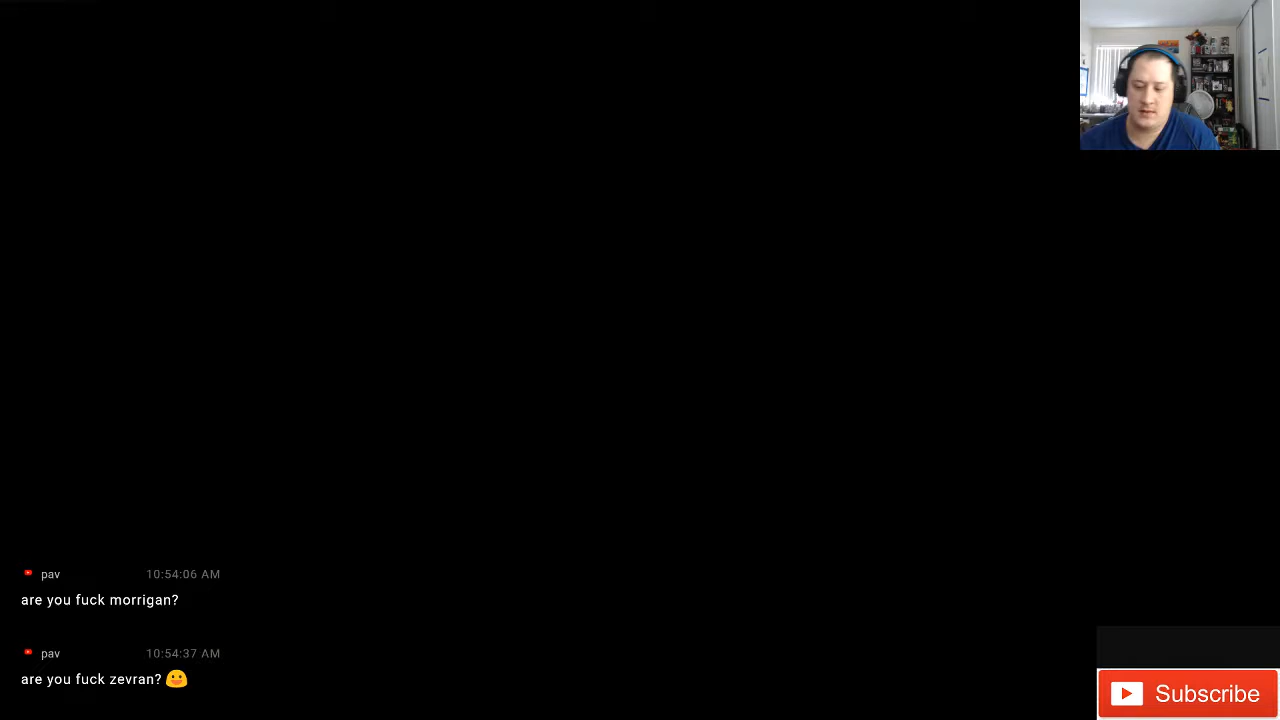 pav 10:54:06 AM
are you fuck morrigan?
pav 10:54:37 AM
are you fuck zevran? 😃
Subscribe